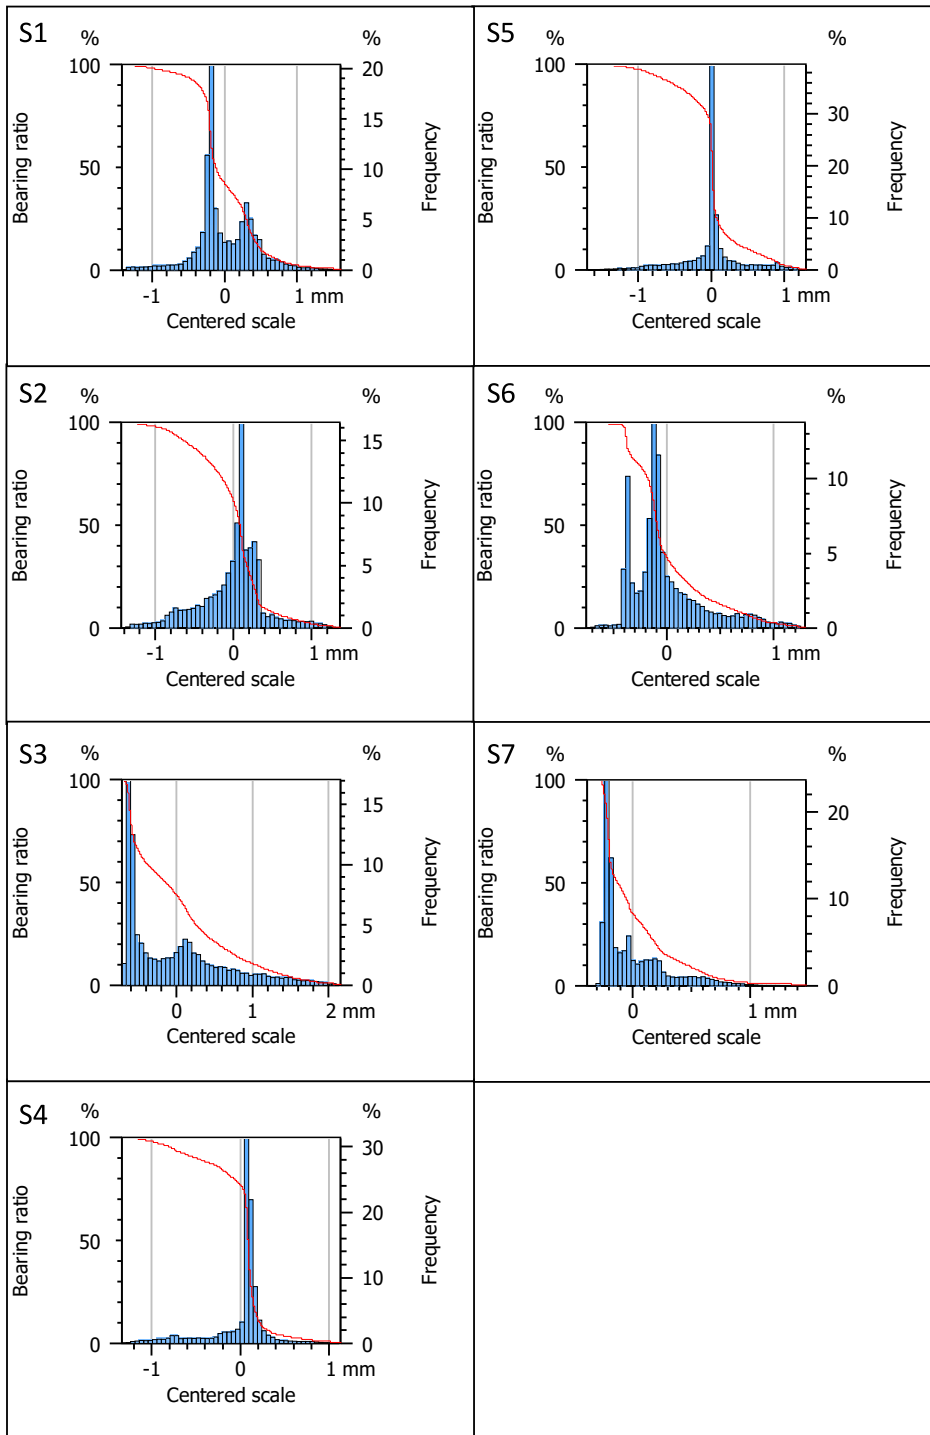 S1
% %
100
50
0
20
15
10
5
0
Bearing ratio
Frequency
-1 0 1 mm
Centered scale
S5
% %
100
50
0
30
20
10
0
Bearing ratio
Frequency
-1 0 1 mm
Centered scale
S2
% %
100
50
0
15
10
5
0
Bearing ratio
Frequency
-1 0 1 mm
Centered scale
S6
% %
100
50
0
10
5
0
Bearing ratio
Frequency
0 1 mm
Centered scale
S3
% %
100
50
0
15
10
5
0
Bearing ratio
Frequency
0 1 2 mm
Centered scale
S7
% %
100
50
0
20
10
0
Bearing ratio
Frequency
0 1 mm
Centered scale
S4
% %
100
50
0
30
20
10
0
Bearing ratio
Frequency
-1 0 1 mm
Centered scale